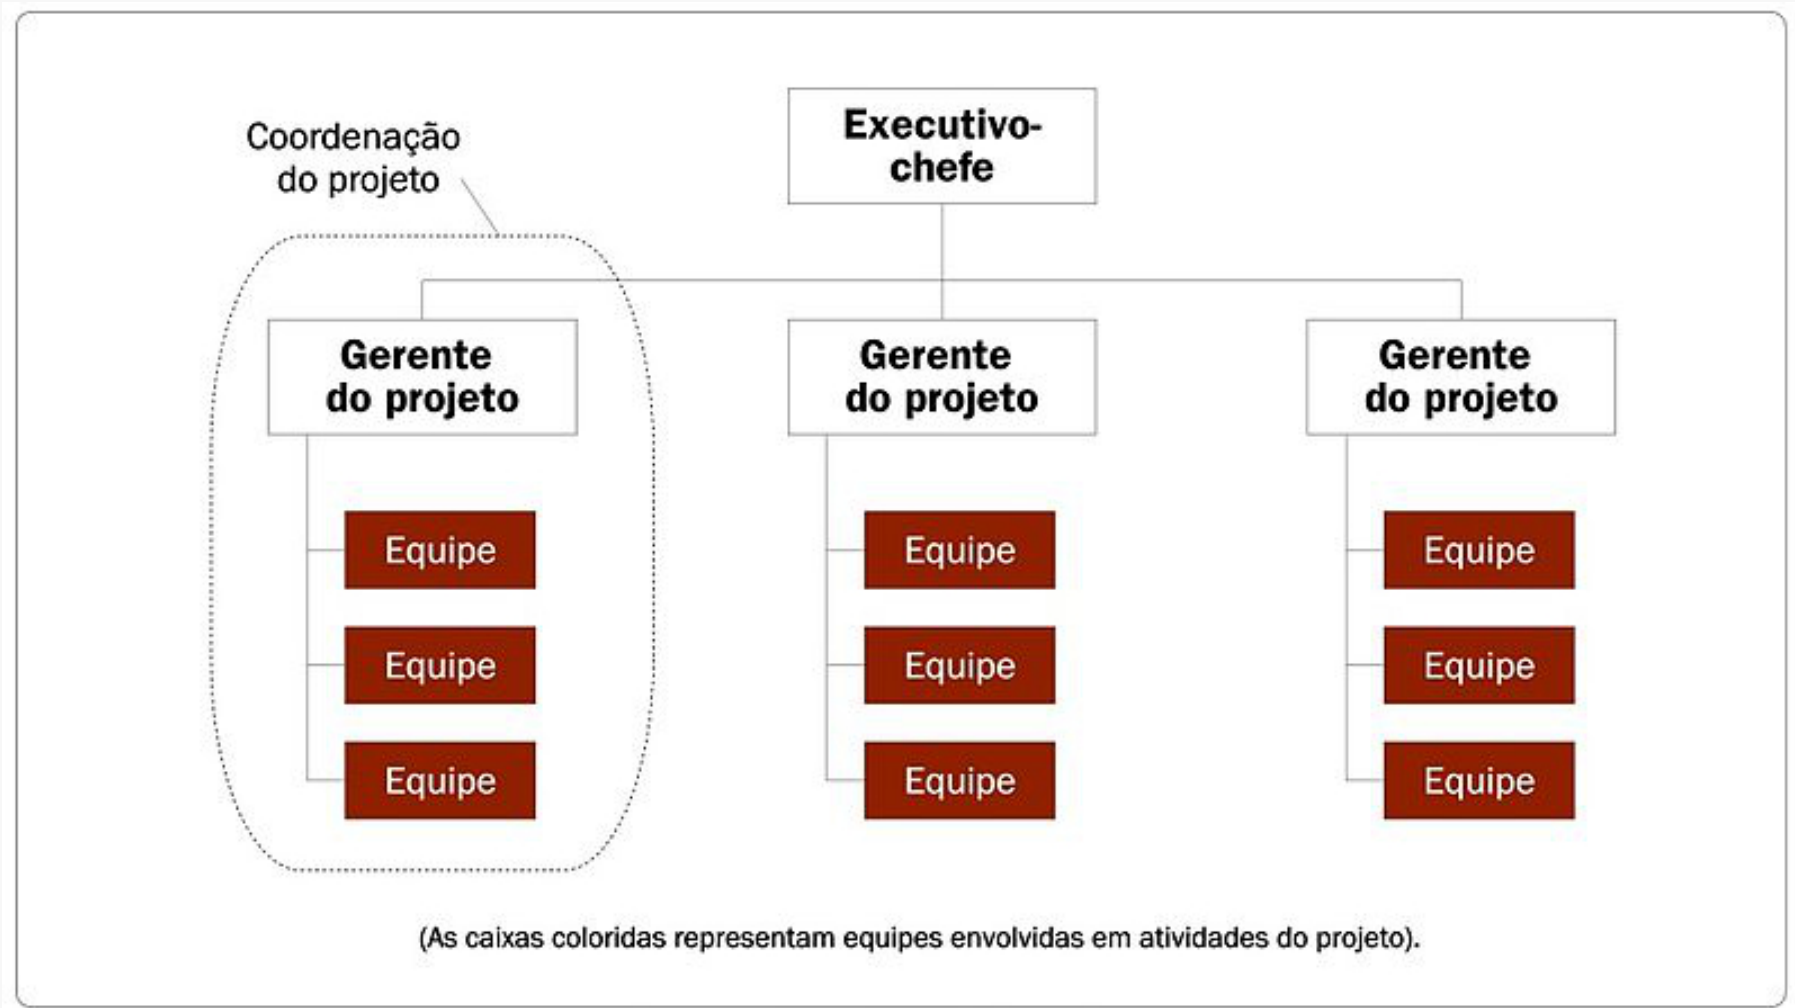 Coordenação
do projeto
Executivo-
chefe
Gerente
do projeto
Gerente
do projeto
Gerente
do projeto
Equipe
Equipe
Equipe
Equipe
Equipe
Equipe
Equipe
Equipe
Equipe
(As caixas coloridas representam equipes envolvidas em atividades do projeto).